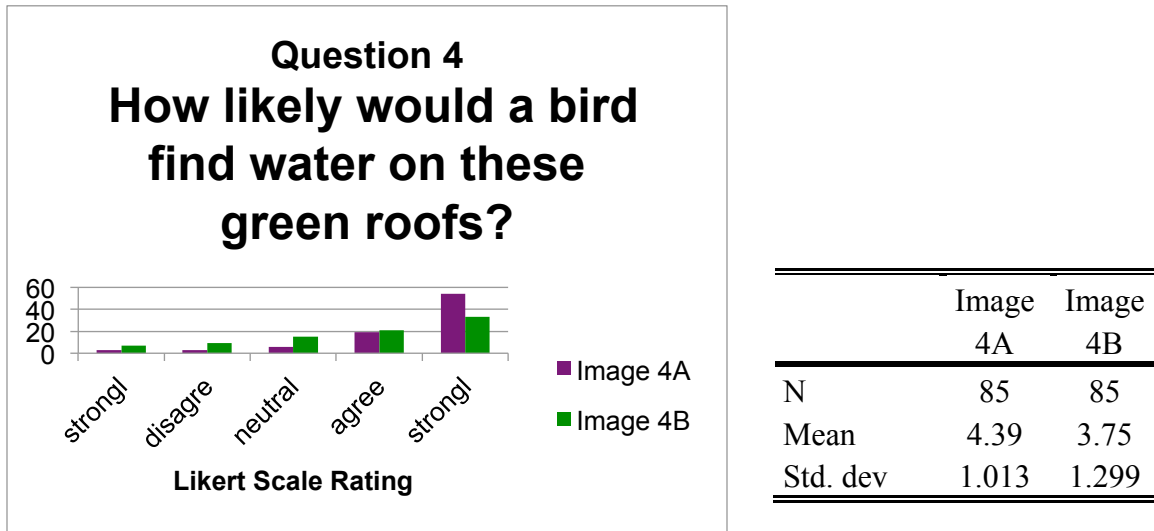 Question 4
How likely would a bird
find water on these
green roofs?
60
40
20
0
strongl
disagre
neutral
agree
strongl
Image 4A
Image 4B
Likert Scale Rating
Image Image
4A 4B
N 85 85
Mean 4.39 3.75
Std. dev 1.013 1.299